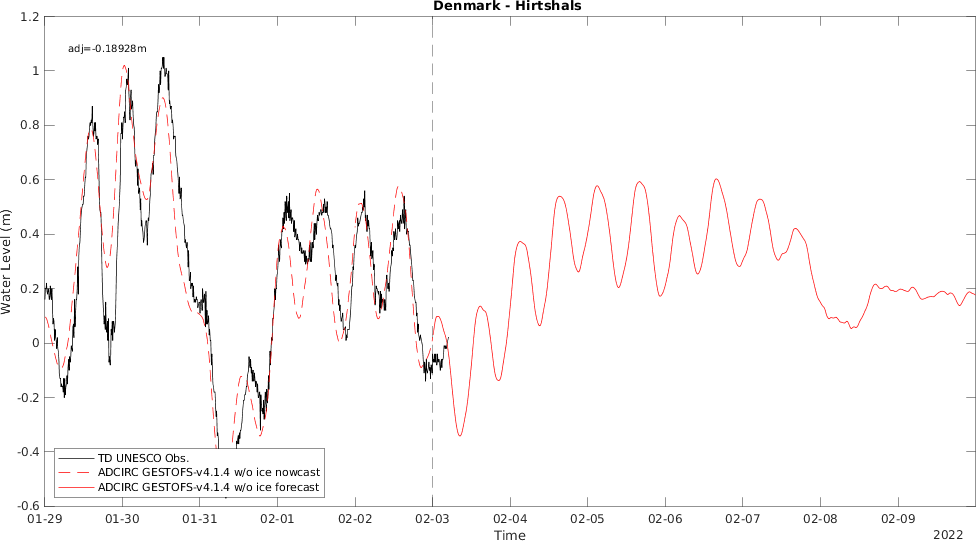 Denmark - Hirtshals
adj=-0.18928m
1.2
1
0.8
0.6
0.4
0.2
0
-0.2
-0.4
-0.6
Water Level (m)
TD UNESCO Obs.
ADCIRC GESTOFS-v4.1.4 w/o ice nowcast
ADCIRC GESTOFS-v4.1.4 w/o ice forecast
01-29 01-30 01-31 02-01 02-02 02-03 02-04 02-05 02-06 02-07 02-08 02-09
Time
2022